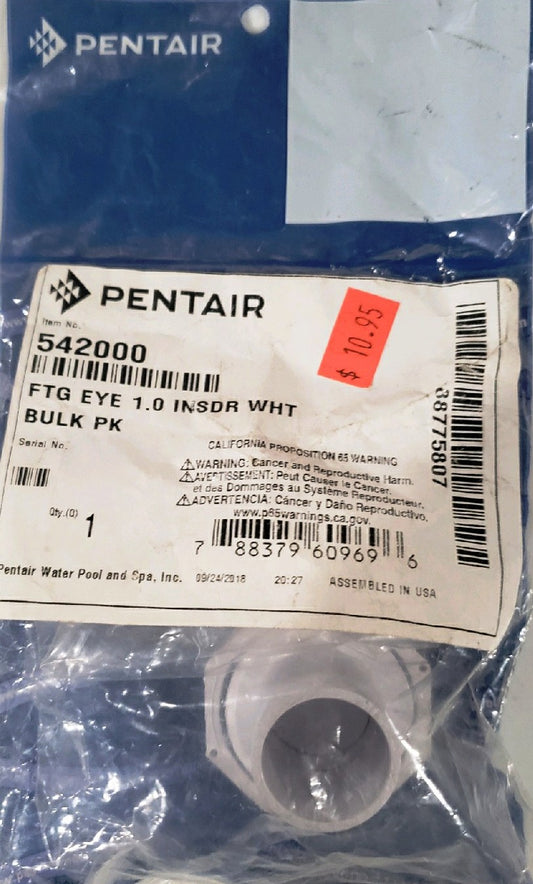 PENTAIR
PENTAIR
Item No.
542000
$ 10.95
FTG EYE 1.0 INSDR WHT
BULK PK
88775807
Serial No.
CALIFORNIA PROPOSITION 65 WARNING
WARNING: Cancer and Reproductive Harm.
AVERTISSEMENT: Peut Causer le Cancer.
et des Dommages au Système Reproducteur.
ADVERTENCIA: Cáncer y Daño Reproductivo.
www.p65warnings.ca.gov.
Qty.(Q)
1
7 88379 60969 6
Pentair Water Pool and Spa, Inc. 09/24/2018 20:27 ASSEMBLED IN USA